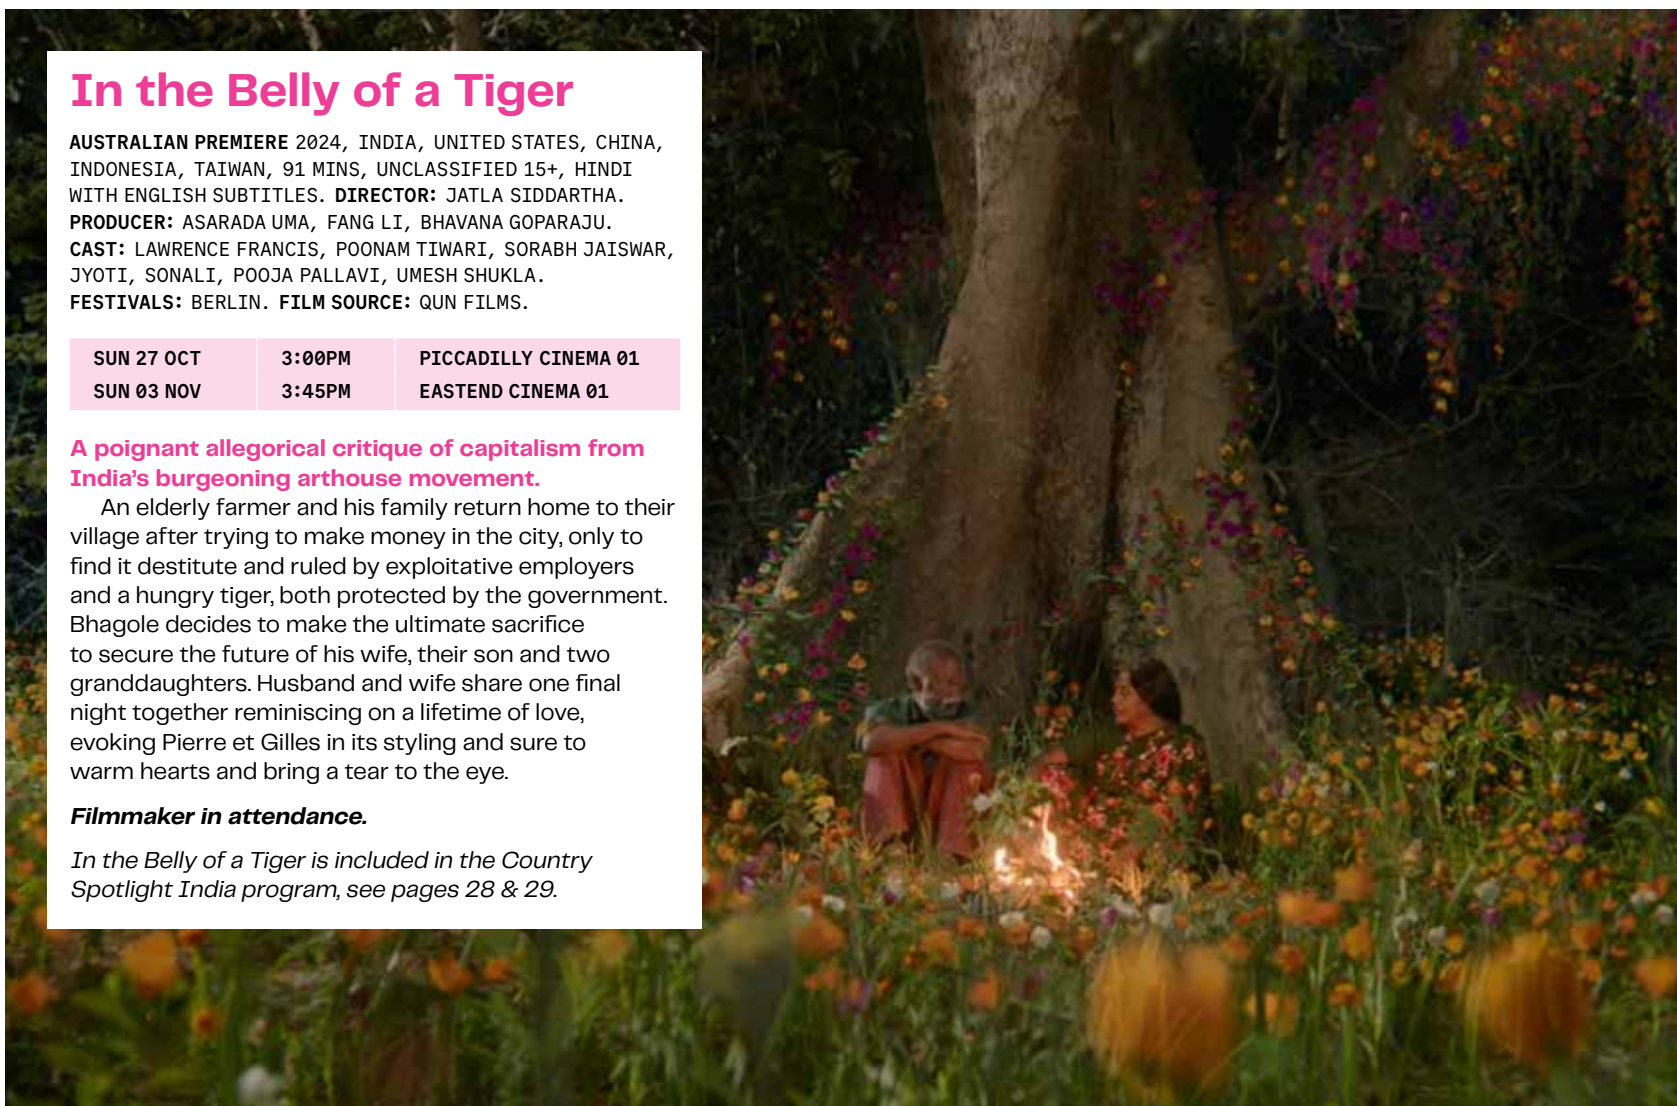 In the Belly of a Tiger
AUSTRALIAN PREMIERE 2024, INDIA, UNITED STATES, CHINA,
INDONESIA, TAIWAN, 91 MINS, UNCLASSIFIED 15+, HINDI
WITH ENGLISH SUBTITLES. DIRECTOR: JATLA SIDDARTHA.
PRODUCER: ASARADA UMA, FANG LI, BHAVANA GOPARAJU.
CAST: LAWRENCE FRANCIS, POONAM TIWARI, SORABH JAISWAR,
JYOTI, SONALI, POOJA PALLAVI, UMESH SHUKLA.
FESTIVALS: BERLIN. FILM SOURCE: QUN FILMS.
SUN 27 OCT 3:00PM PICCADILLY CINEMA 01
SUN 03 NOV 3:45PM EASTEND CINEMA 01
A poignant allegorical critique of capitalism from
India’s burgeoning arthouse movement.
An elderly farmer and his family return home to their
village after trying to make money in the city, only to
find it destitute and ruled by exploitative employers
and a hungry tiger, both protected by the government.
Bhagole decides to make the ultimate sacrifice
to secure the future of his wife, their son and two
granddaughters. Husband and wife share one final
night together reminiscing on a lifetime of love,
evoking Pierre et Gilles in its styling and sure to
warm hearts and bring a tear to the eye.
Filmmaker in attendance.
In the Belly of a Tiger is included in the Country
Spotlight India program, see pages 28 & 29.